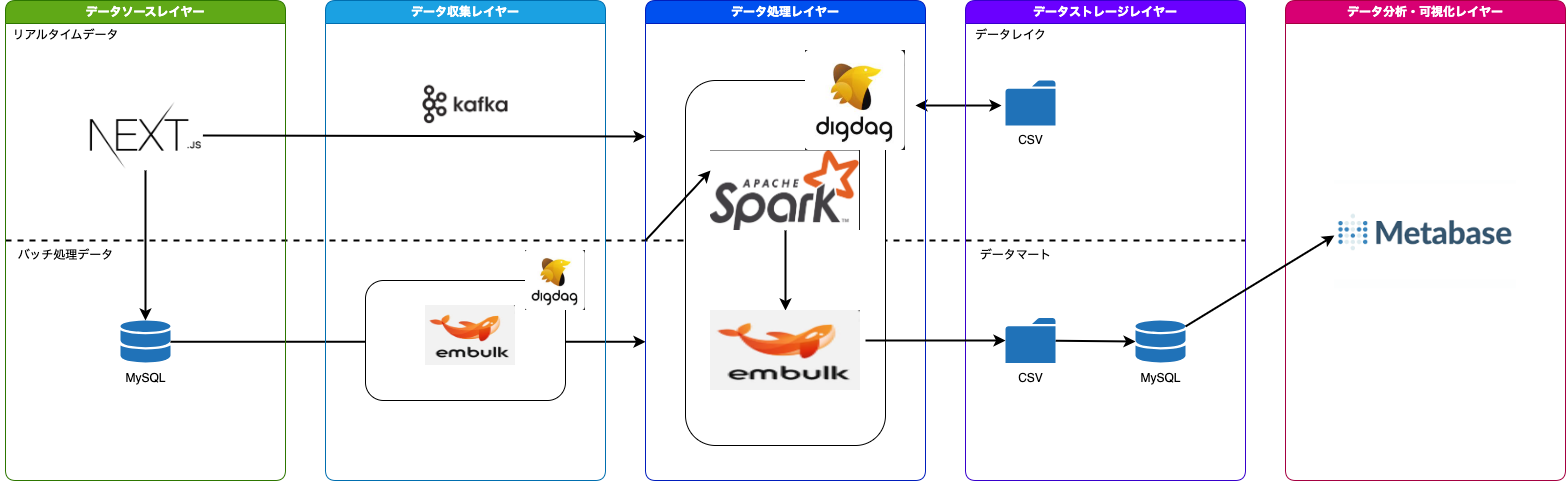 データソースレイヤー
データ収集レイヤー
データ処理レイヤー
データストレージレイヤー
データ分析・可視化レイヤー
リアルタイムデータ
データレイク
NEXT.JS
kafka
digdag
CSV
APACHE
Spark™
バッチ処理データ
データマート
Metabase
digdag
embulk
embulk
MySQL
CSV
MySQL